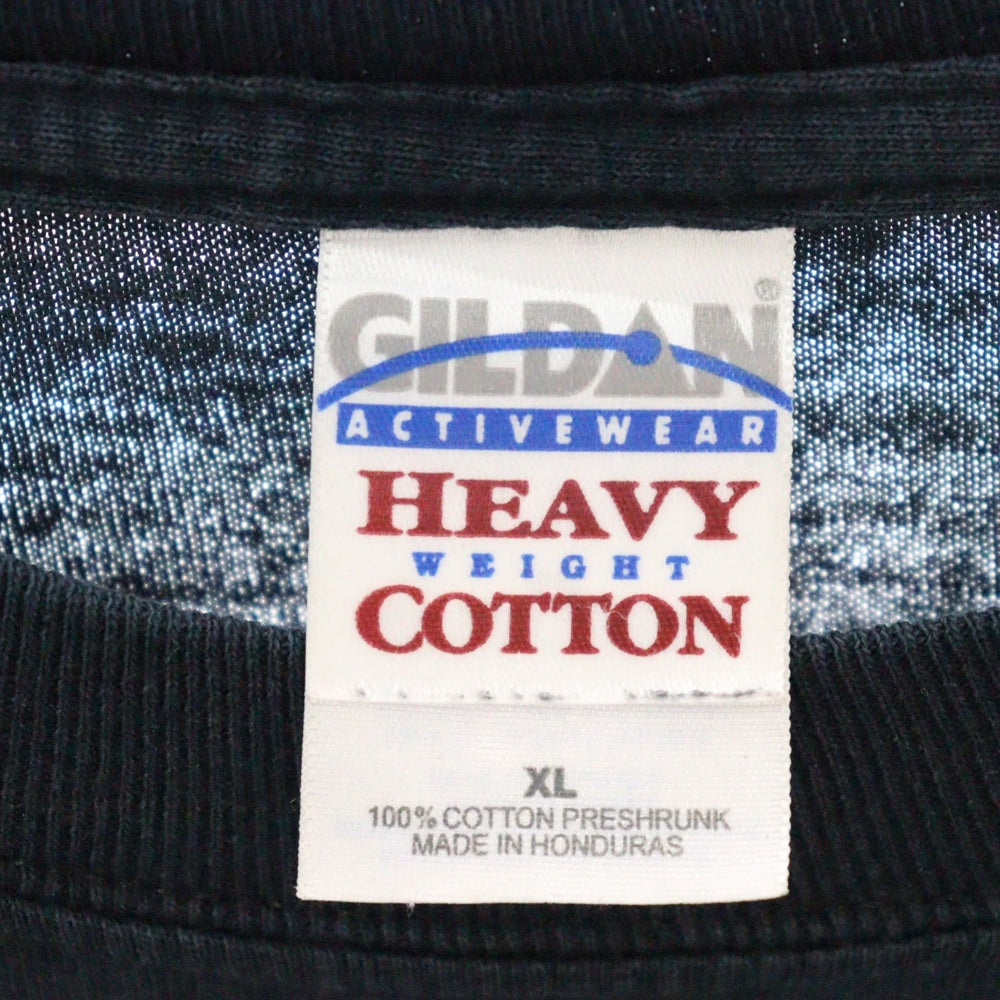 GILDAN®
ACTIVEWEAR
HEAVY
WEIGHT
COTTON
XL
100% COTTON PRESHRUNK
MADE IN HONDURAS